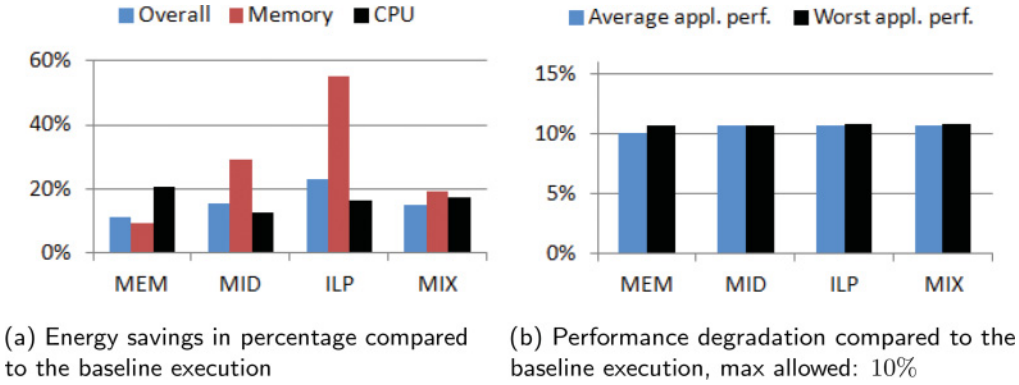 Overall Memory CPU
60%
40%
20%
0%
MEM MID ILP MIX
(a) Energy savings in percentage compared
to the baseline execution
Average appl. perf. Worst appl. perf.
15%
10%
5%
0%
MEM MID ILP MIX
(b) Performance degradation compared to the
baseline execution, max allowed: 10%